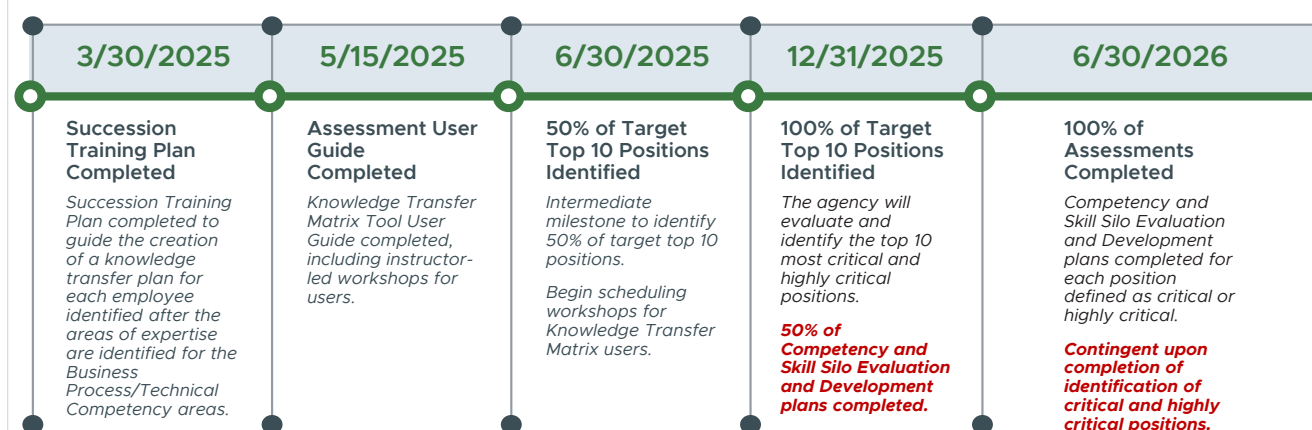 3/30/2025
5/15/2025
6/30/2025
12/31/2025
6/30/2026
Succession
Training Plan
Completed
Succession Training
Plan completed to
guide the creation
of a knowledge
transfer plan for
each employee
identified after the
areas of expertise
are identified for the
Business
Process/Technical
Competency areas.
Assessment User
Guide
Completed
Knowledge Transfer
Matrix Tool User
Guide completed,
including instructor-
led workshops for
users.
50% of Target
Top 10 Positions
Identified
Intermediate
milestone to identify
50% of target top 10
positions.
Begin scheduling
workshops for
Knowledge Transfer
Matrix users.
100% of Target
Top 10 Positions
Identified
The agency will
evaluate and
identify the top 10
most critical and
highly critical
positions.
50% of
Competency and
Skill Silo Evaluation
and Development
plans completed.
100% of
Assessments
Completed
Competency and
Skill Silo Evaluation
and Development
plans completed for
each position
defined as critical or
highly critical.
Contingent upon
completion of
identification of
critical and highly
critical positions.